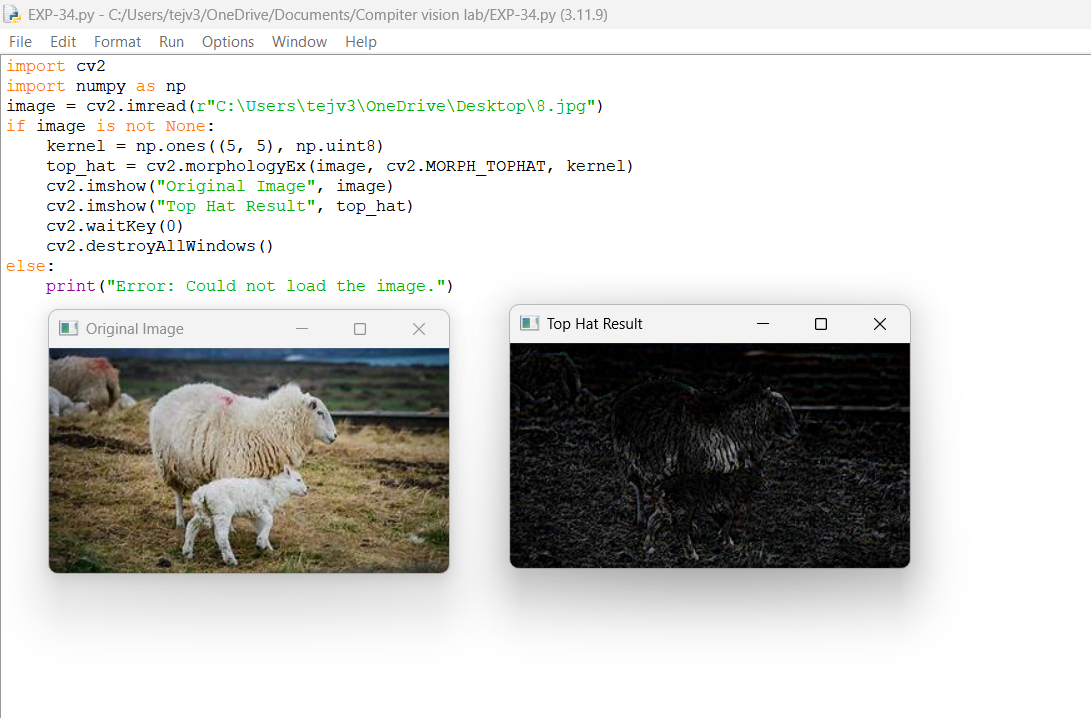 EXP-34.py - C:/Users/tejv3/OneDrive/Documents/Compiter vision lab/EXP-34.py (3.11.9)
File Edit Format Run Options Window Help
import cv2
import numpy as np
image = cv2.imread(r"C:\Users\tejv3\OneDrive\Desktop\8.jpg")
if image is not None:
    kernel = np.ones((5, 5), np.uint8)
    top_hat = cv2.morphologyEx(image, cv2.MORPH_TOPHAT, kernel)
    cv2.imshow("Original Image", image)
    cv2.imshow("Top Hat Result", top_hat)
    cv2.waitKey(0)
    cv2.destroyAllWindows()
else:
    print("Error: Could not load the image.")
Original Image
Top Hat Result